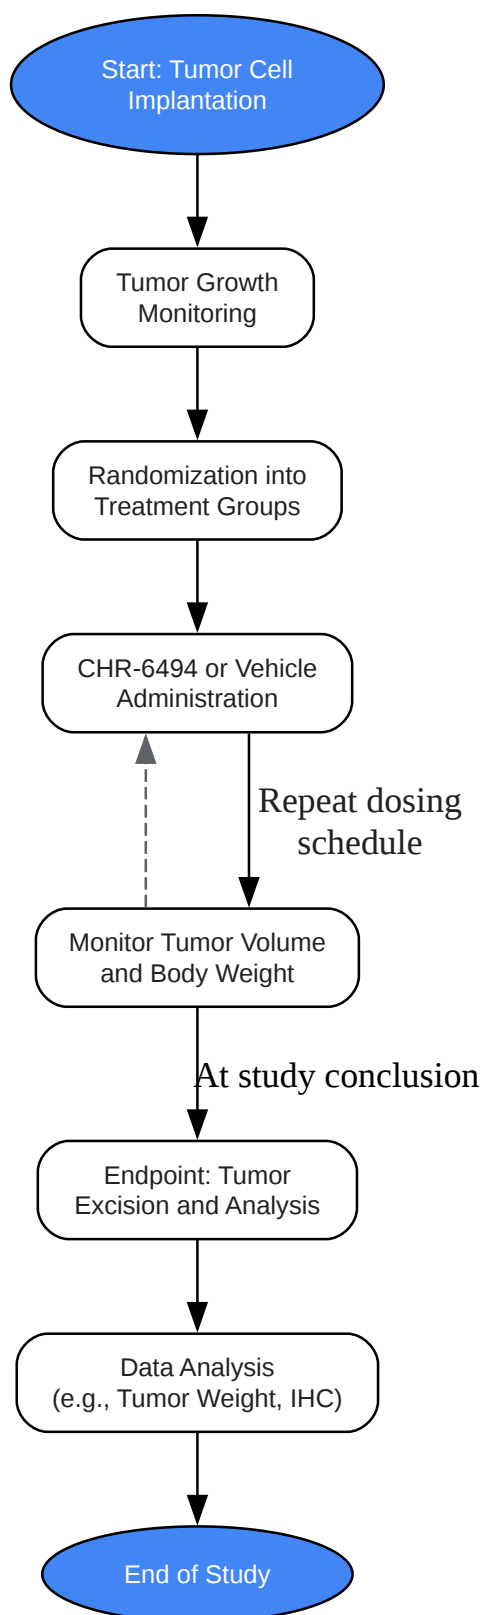 Start: Tumor Cell
Implantation
Tumor Growth
Monitoring
Randomization into
Treatment Groups
CHR-6494 or Vehicle
Administration
Repeat dosing
schedule
Monitor Tumor Volume
and Body Weight
At study conclusion
Endpoint: Tumor
Excision and Analysis
Data Analysis
(e.g., Tumor Weight, IHC)
End of Study